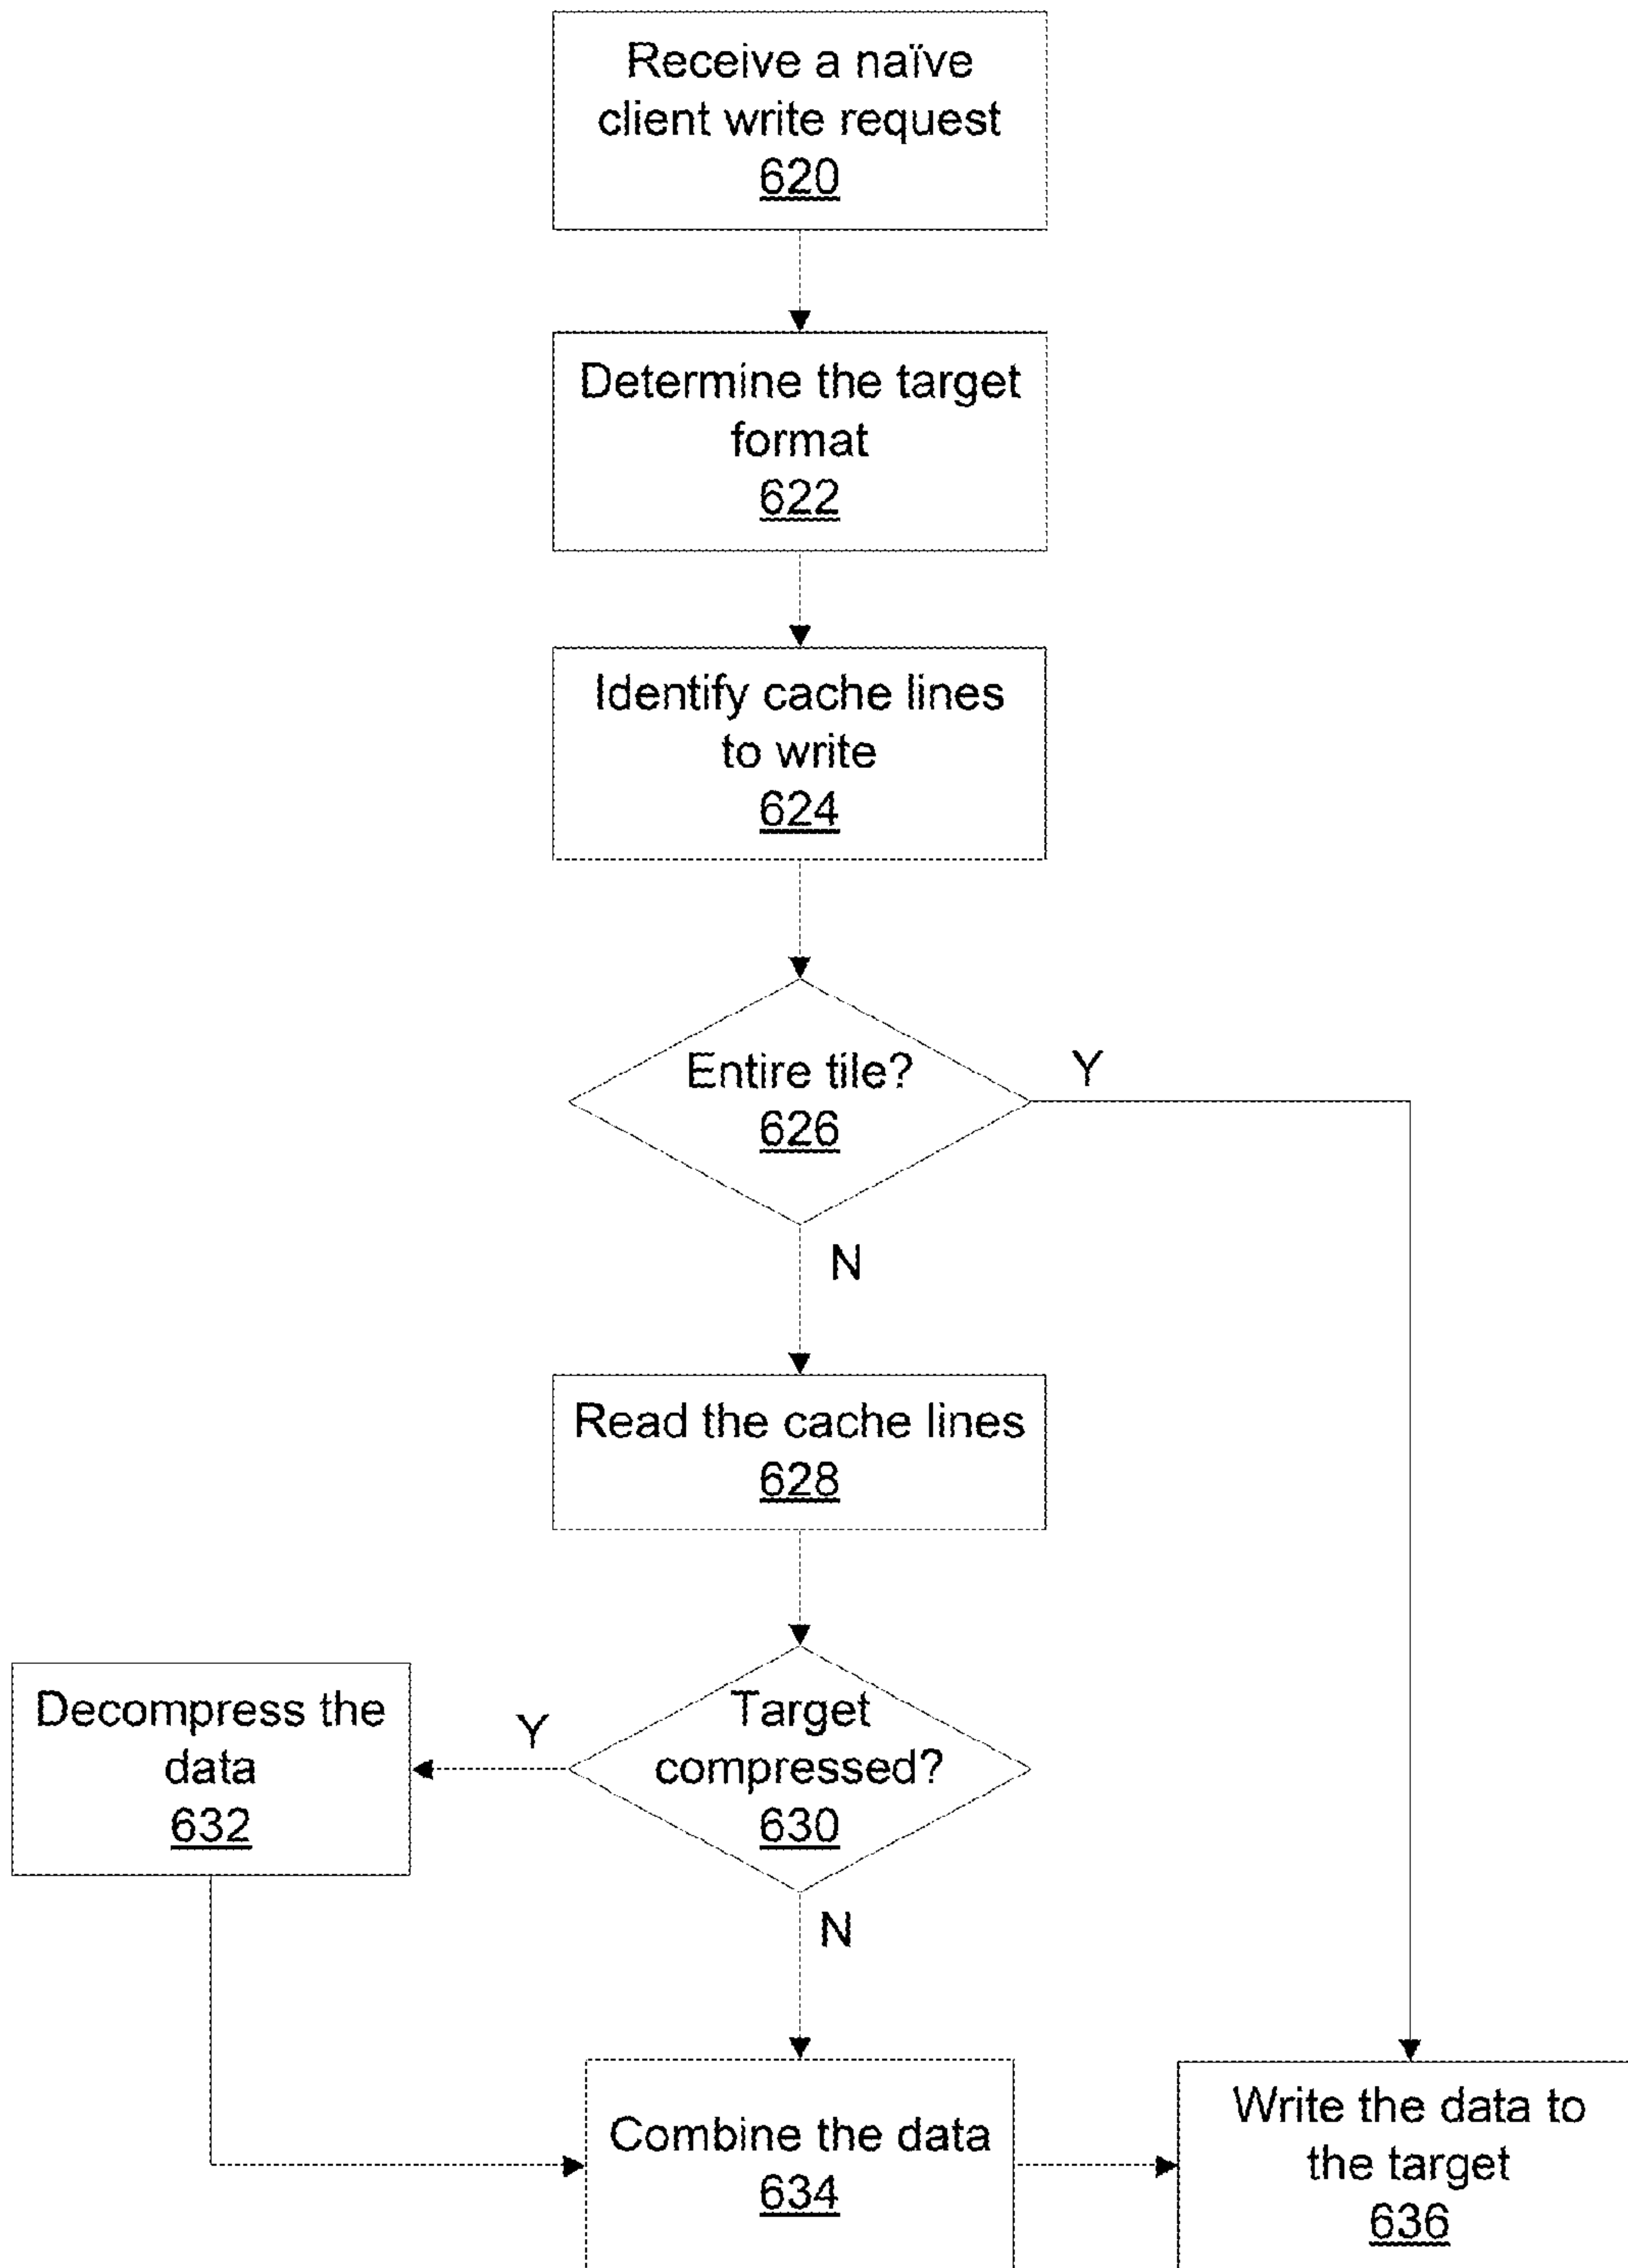 Receive a naïve
client write request
620
Determine the target
format
622
Identify cache lines
to write
624
Entire tile?
626
Y
N
Read the cache lines
628
Target
compressed?
630
Y
N
Decompress the
data
632
Combine the data
634
Write the data to
the target
636